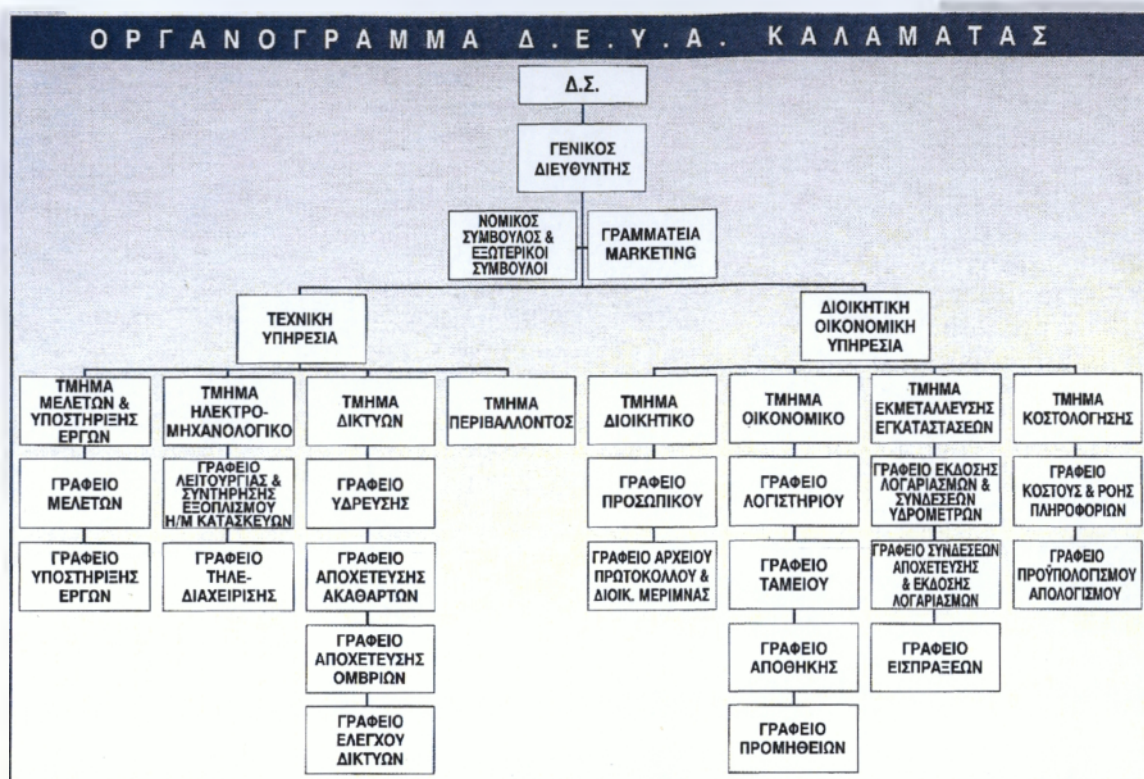 ΟΡΓΑΝΟΓΡΑΜΜΑ Δ.Ε.Υ.Α. ΚΑΛΑΜΑΤΑΣ
Δ.Σ.
ΓΕΝΙΚΟΣ
ΔΙΕΥΘΥΝΤΗΣ
ΝΟΜΙΚΟΣ
ΣΥΜΒΟΥΛΟΣ &
ΕΞΩΤΕΡΙΚΟΙ
ΣΥΜΒΟΥΛΟΙ
ΓΡΑΜΜΑΤΕΙΑ
MARKETING
ΤΕΧΝΙΚΗ
ΥΠΗΡΕΣΙΑ
ΔΙΟΙΚΗΤΙΚΗ
ΟΙΚΟΝΟΜΙΚΗ
ΥΠΗΡΕΣΙΑ
ΤΜΗΜΑ
ΜΕΛΕΤΩΝ &
ΥΠΟΣΤΗΡΙΞΗΣ
ΕΡΓΩΝ
ΤΜΗΜΑ
ΗΛΕΚΤΡΟ-
ΜΗΧΑΝΟΛΟΓΙΚΟ
ΤΜΗΜΑ
ΔΙΚΤΥΩΝ
ΤΜΗΜΑ
ΠΕΡΙΒΑΛΛΟΝΤΟΣ
ΤΜΗΜΑ
ΔΙΟΙΚΗΤΙΚΟ
ΤΜΗΜΑ
ΟΙΚΟΝΟΜΙΚΟ
ΤΜΗΜΑ
ΕΚΜΕΤΑΛΛΕΥΣΗΣ
ΕΓΚΑΤΑΣΤΑΣΕΩΝ
ΤΜΗΜΑ
ΚΟΣΤΟΛΟΓΗΣΗΣ
ΓΡΑΦΕΙΟ
ΜΕΛΕΤΩΝ
ΓΡΑΦΕΙΟ
ΛΕΙΤΟΥΡΓΙΑΣ &
ΣΥΝΤΗΡΗΣΗΣ
ΕΞΟΠΛΙΣΜΟΥ
Η/Μ ΚΑΤΑΣΚΕΥΩΝ
ΓΡΑΦΕΙΟ
ΥΔΡΕΥΣΗΣ
ΓΡΑΦΕΙΟ
ΠΡΟΣΩΠΙΚΟΥ
ΓΡΑΦΕΙΟ
ΛΟΓΙΣΤΗΡΙΟΥ
ΓΡΑΦΕΙΟ ΕΚΔΟΣΗΣ
ΛΟΓΑΡΙΑΣΜΩΝ &
ΣΥΝΔΕΣΕΩΝ
ΥΔΡΟΜΕΤΡΩΝ
ΓΡΑΦΕΙΟ
ΚΟΣΤΟΥΣ & ΡΟΗΣ
ΠΛΗΡΟΦΟΡΙΩΝ
ΓΡΑΦΕΙΟ
ΥΠΟΣΤΗΡΙΞΗΣ
ΕΡΓΩΝ
ΓΡΑΦΕΙΟ
ΤΗΛΕ-
ΔΙΑΧΕΙΡΙΣΗΣ
ΓΡΑΦΕΙΟ
ΑΠΟΧΕΤΕΥΣΗΣ
ΑΚΑΘΑΡΤΩΝ
ΓΡΑΦΕΙΟ ΑΡΧΕΙΟΥ
ΠΡΩΤΟΚΟΛΛΟΥ &
ΔΙΟΙΚ. ΜΕΡΙΜΝΑΣ
ΓΡΑΦΕΙΟ
ΤΑΜΕΙΟΥ
ΓΡΑΦΕΙΟ ΣΥΝΔΕΣΕΩΝ
ΑΠΟΧΕΤΕΥΣΗΣ
& ΕΚΔΟΣΗΣ
ΛΟΓΑΡΙΑΣΜΩΝ
ΓΡΑΦΕΙΟ
ΠΡΟΫΠΟΛΟΓΙΣΜΟΥ
ΑΠΟΛΟΓΙΣΜΟΥ
ΓΡΑΦΕΙΟ
ΑΠΟΧΕΤΕΥΣΗΣ
ΟΜΒΡΙΩΝ
ΓΡΑΦΕΙΟ
ΑΠΟΘΗΚΗΣ
ΓΡΑΦΕΙΟ
ΕΙΣΠΡΑΞΕΩΝ
ΓΡΑΦΕΙΟ
ΕΛΕΓΧΟΥ
ΔΙΚΤΥΩΝ
ΓΡΑΦΕΙΟ
ΠΡΟΜΗΘΕΙΩΝ